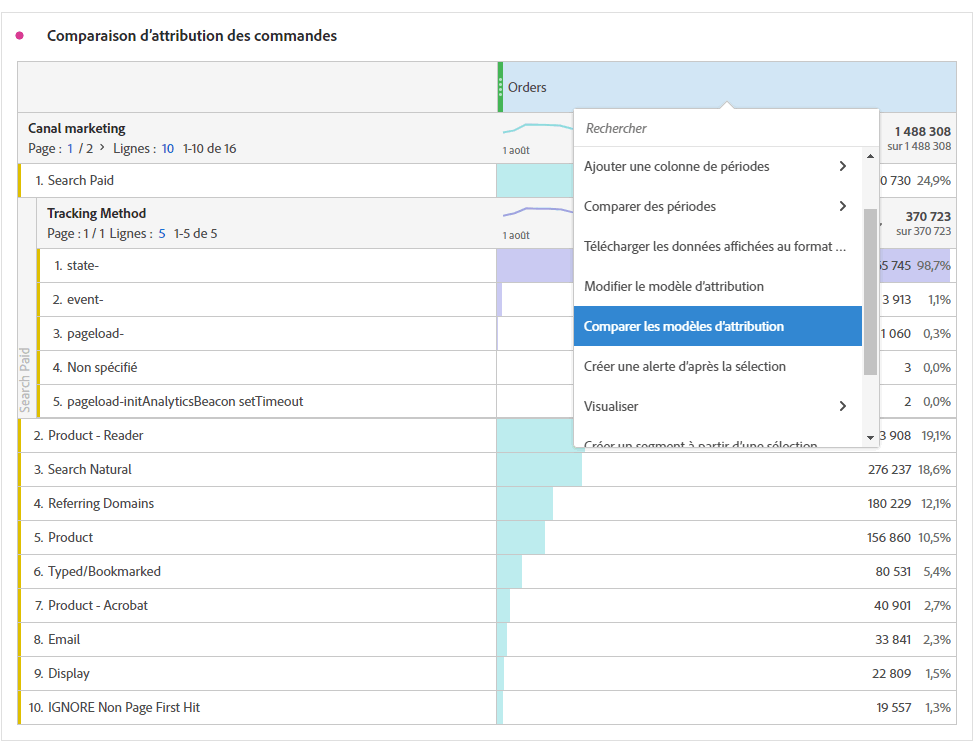 Comparaison d'attribution des commandes
Orders
Canal marketing
Page : 1 / 2 > Lignes : 10 1-10 de 16
1 août
1 488 308
sur 1 488 308
Rechercher
Ajouter une colonne de périodes
Comparer des périodes
Télécharger les données affichées au format ...
Modifier le modèle d'attribution
Comparer les modèles d'attribution
Créer une alerte d'après la sélection
Visualiser
Créer un segment à partir d'une sélection
1. Search Paid 0 730 24,9%
Tracking Method
Page : 1 / 1 Lignes : 5 1-5 de 5
1 août
370 723
sur 370 723
Search Paid
1. state- 5 745 98,7%
2. event- 3 913 1,1%
3. pageload- 1 060 0,3%
4. Non spécifié 3 0,0%
5. pageload-initAnalyticsBeacon setTimeout 2 0,0%
2. Product - Reader 3 908 19,1%
3. Search Natural 276 237 18,6%
4. Referring Domains 180 229 12,1%
5. Product 156 860 10,5%
6. Typed/Bookmarked 80 531 5,4%
7. Product - Acrobat 40 901 2,7%
8. Email 33 841 2,3%
9. Display 22 809 1,5%
10. IGNORE Non Page First Hit 19 557 1,3%